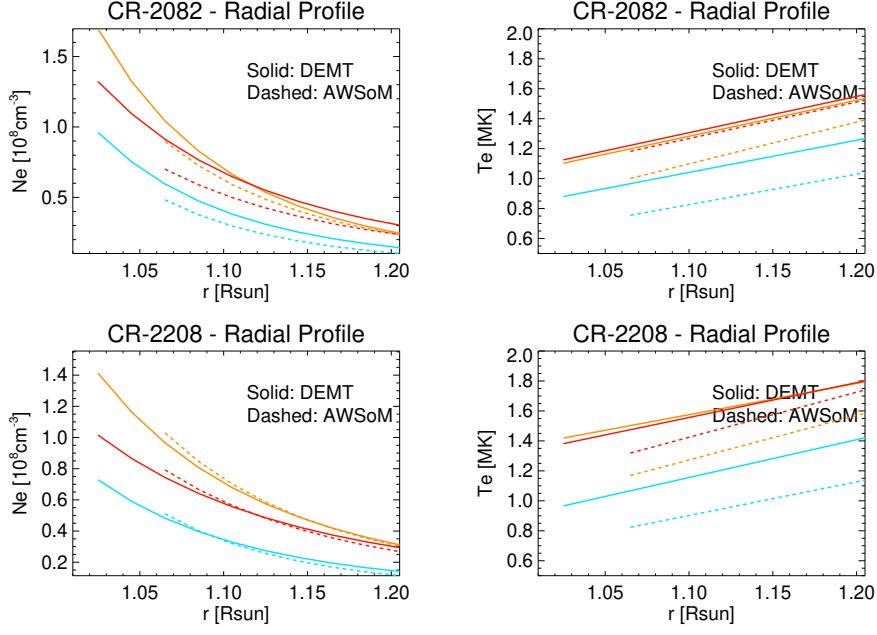 CR-2082 - Radial Profile
Solid: DEMT
Dashed: AWSoM
Ne [10^8cm^-3]
1.5
1.0
0.5
1.05 1.10 1.15 1.20
r [Rsun]
CR-2082 - Radial Profile
Solid: DEMT
Dashed: AWSoM
Te [MK]
2.0
1.8
1.6
1.4
1.2
1.0
0.8
0.6
1.05 1.10 1.15 1.20
r [Rsun]
CR-2208 - Radial Profile
Solid: DEMT
Dashed: AWSoM
Ne [10^8cm^-3]
1.4
1.2
1.0
0.8
0.6
0.4
0.2
1.05 1.10 1.15 1.20
r [Rsun]
CR-2208 - Radial Profile
Solid: DEMT
Dashed: AWSoM
Te [MK]
2.0
1.8
1.6
1.4
1.2
1.0
0.8
0.6
1.05 1.10 1.15 1.20
r [Rsun]